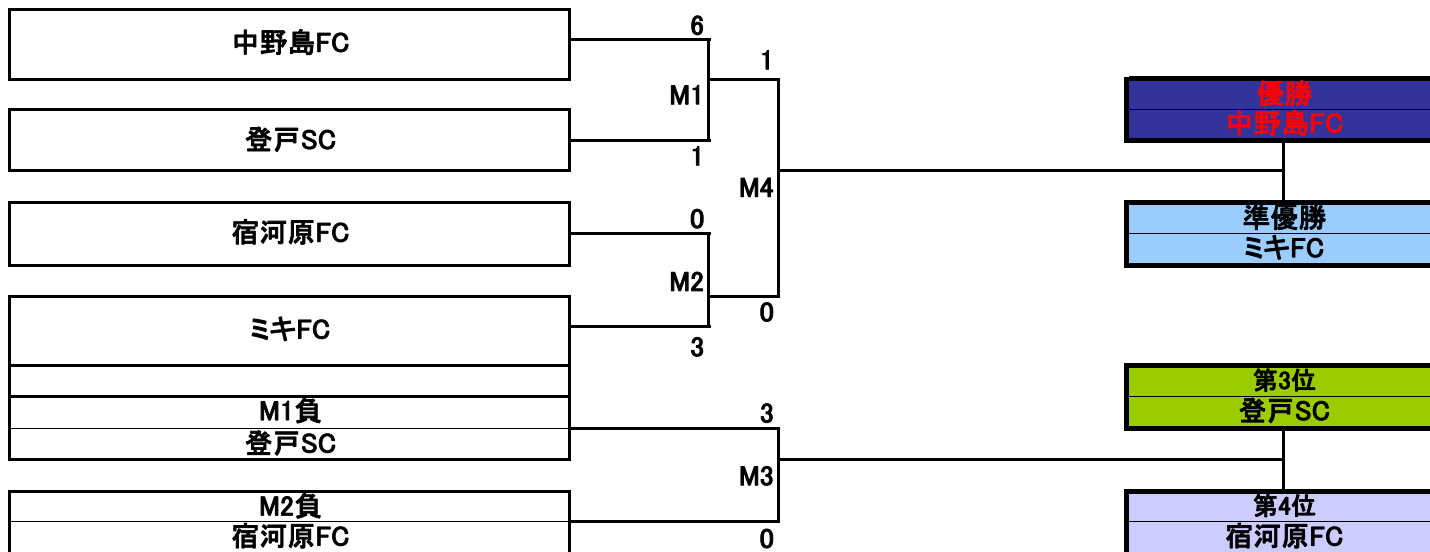 中野島FC
6
1
M1
優勝
中野島FC
登戸SC
1
M4
宿河原FC
0
準優勝
ミキFC
M2
0
ミキFC
3
第3位
登戸SC
M1負
登戸SC
3
M3
M2負
宿河原FC
0
第4位
宿河原FC